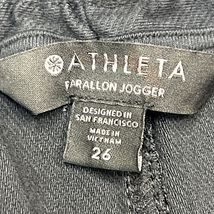 ATHLETA
FARALLON JOGGER
DESIGNED IN
SAN FRANCISCO
MADE IN
VIETNAM
26